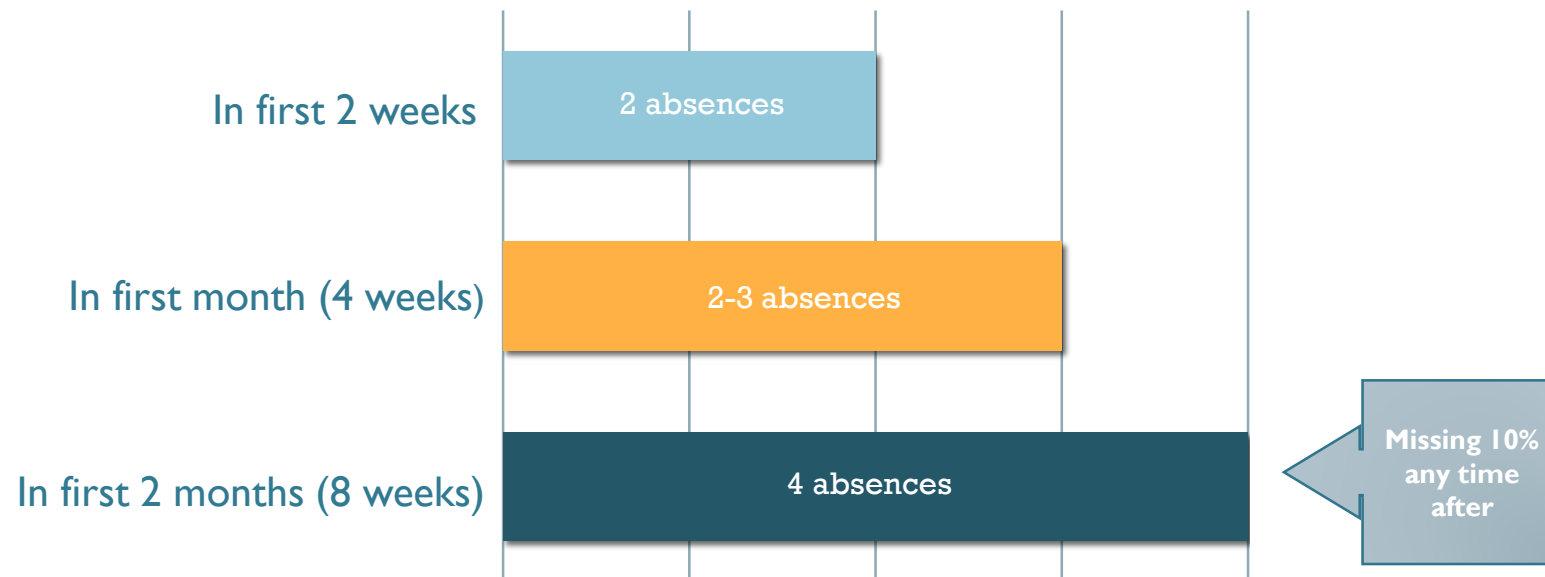 In first 2 weeks
2 absences
In first month (4 weeks)
2-3 absences
In first 2 months (8 weeks)
4 absences
Missing 10%
any time
after